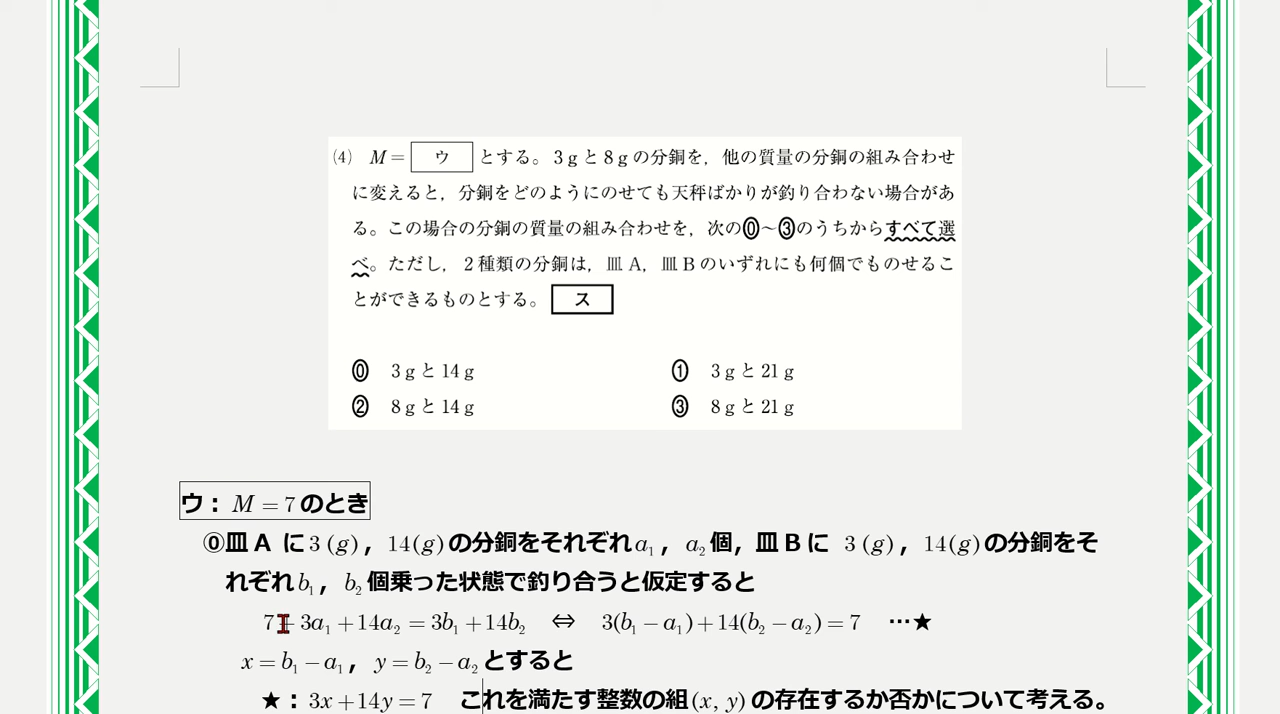 (4) M = ウ とする。3gと8gの分銅を，他の質量の分銅の組み合わせ
に変えると，分銅をどのようにのせても天秤ばかりが釣り合わない場合があ
る。この場合の分銅の質量の組み合わせを，次の⓪～③のうちからすべて選
べ。ただし，2種類の分銅は，皿A，皿Bのいずれにも何個でものせるこ
とができるものとする。 ス
⓪ 3gと14g ① 3gと21g
② 8gと14g ③ 8gと21g
ウ：M = 7のとき
⓪皿A に3 (g)，14(g)の分銅をそれぞれa₁，a₂個，皿Bに 3 (g)，14(g)の分銅をそ
れぞれb₁，b₂個乗った状態で釣り合うと仮定すると
7 + 3a₁ + 14a₂ = 3b₁ + 14b₂ ⇔ 3(b₁ − a₁) + 14(b₂ − a₂) = 7 …★
x = b₁ − a₁，y = b₂ − a₂とすると
★：3x + 14y = 7 これを満たす整数の組(x, y)の存在するか否かについて考える。